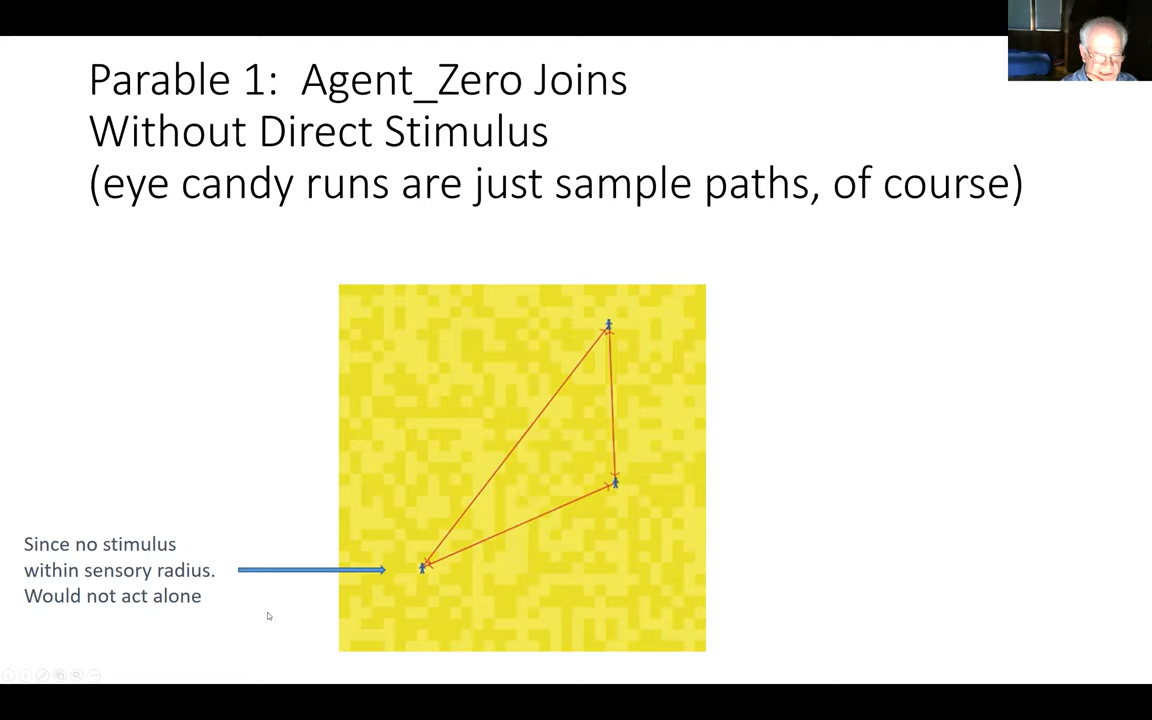 Parable 1: Agent_Zero Joins
Without Direct Stimulus
(eye candy runs are just sample paths, of course)
Since no stimulus
within sensory radius.
Would not act alone